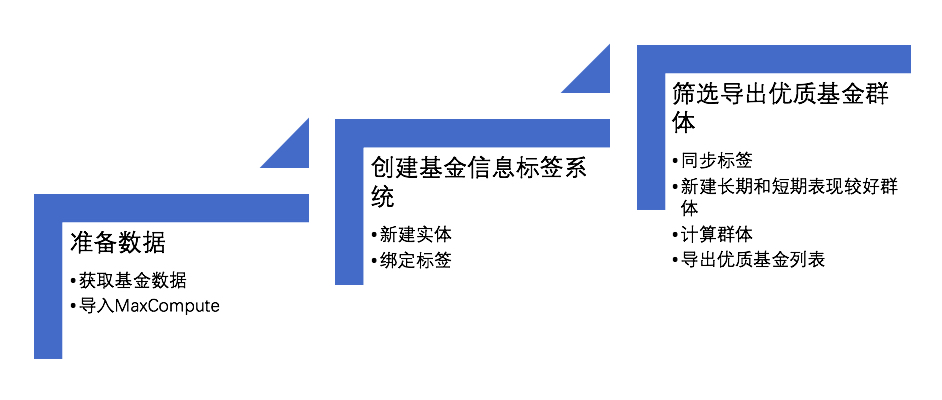 准备数据
•获取基金数据
•导入MaxCompute
创建基金信息标签系
统
•新建实体
•绑定标签
筛选导出优质基金群
体
•同步标签
•新建长期和短期表现较好群
体
•计算群体
•导出优质基金列表